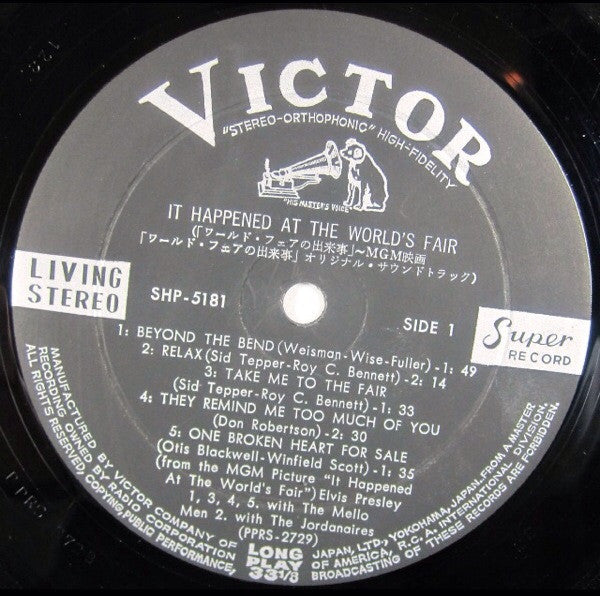 VICTOR
"STEREO-ORTHOPHONIC" HIGH-FIDELITY
"HIS MASTER'S VOICE"
IT HAPPENED AT THE WORLD'S FAIR
(「ワールド・フェアの出来事」~MGM映画
「ワールド・フェアの出来事」オリジナル・サウンドトラック)
LIVING
STEREO
SHP-5181
SIDE 1
Super
RECORD
1: BEYOND THE BEND (Weisman-Wise-Fuller)-1: 49
2: RELAX (Sid Tepper-Roy C. Bennett)-2: 14
3: TAKE ME TO THE FAIR
(Sid Tepper-Roy C. Bennett)-1: 33
4: THEY REMIND ME TOO MUCH OF YOU
(Don Robertson)-2: 30
5: ONE BROKEN HEART FOR SALE
(Otis Blackwell-Winfield Scott)-1: 35
(from the MGM Picture "It Happened
At The World's Fair") Elvis Presley
1, 3, 4, 5. with The Mello
Men 2. with The Jordanaires
(PPRS-2729)
LONG
PLAY
33 1/3
MANUFACTURED BY VICTOR COMPANY OF JAPAN, LTD., YOKOHAMA, JAPAN. FROM A MASTER
OWNED BY RADIO CORPORATION OF AMERICA, R.C.A. INTERNATIONAL DIVISION.
ALL RIGHTS RESERVED, COPYING, PUBLIC PERFORMANCE, BROADCASTING OF THESE RECORDS ARE FORBIDDEN.